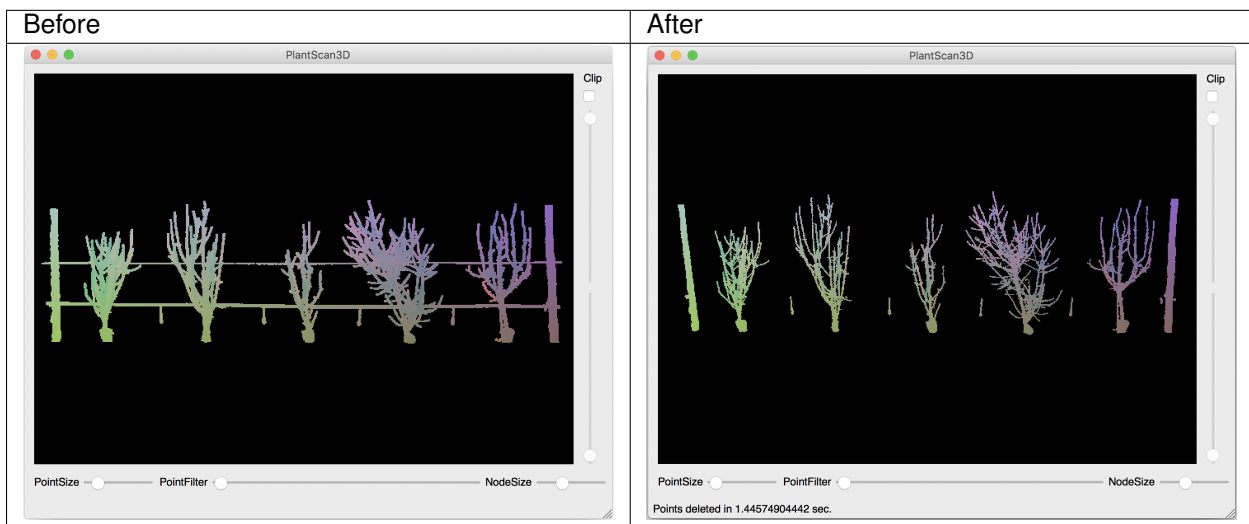 Before
After
PlantScan3D
PlantScan3D
Clip
Clip
PointSize PointFilter NodeSize
PointSize PointFilter NodeSize
Points deleted in 1.44574904442 sec.